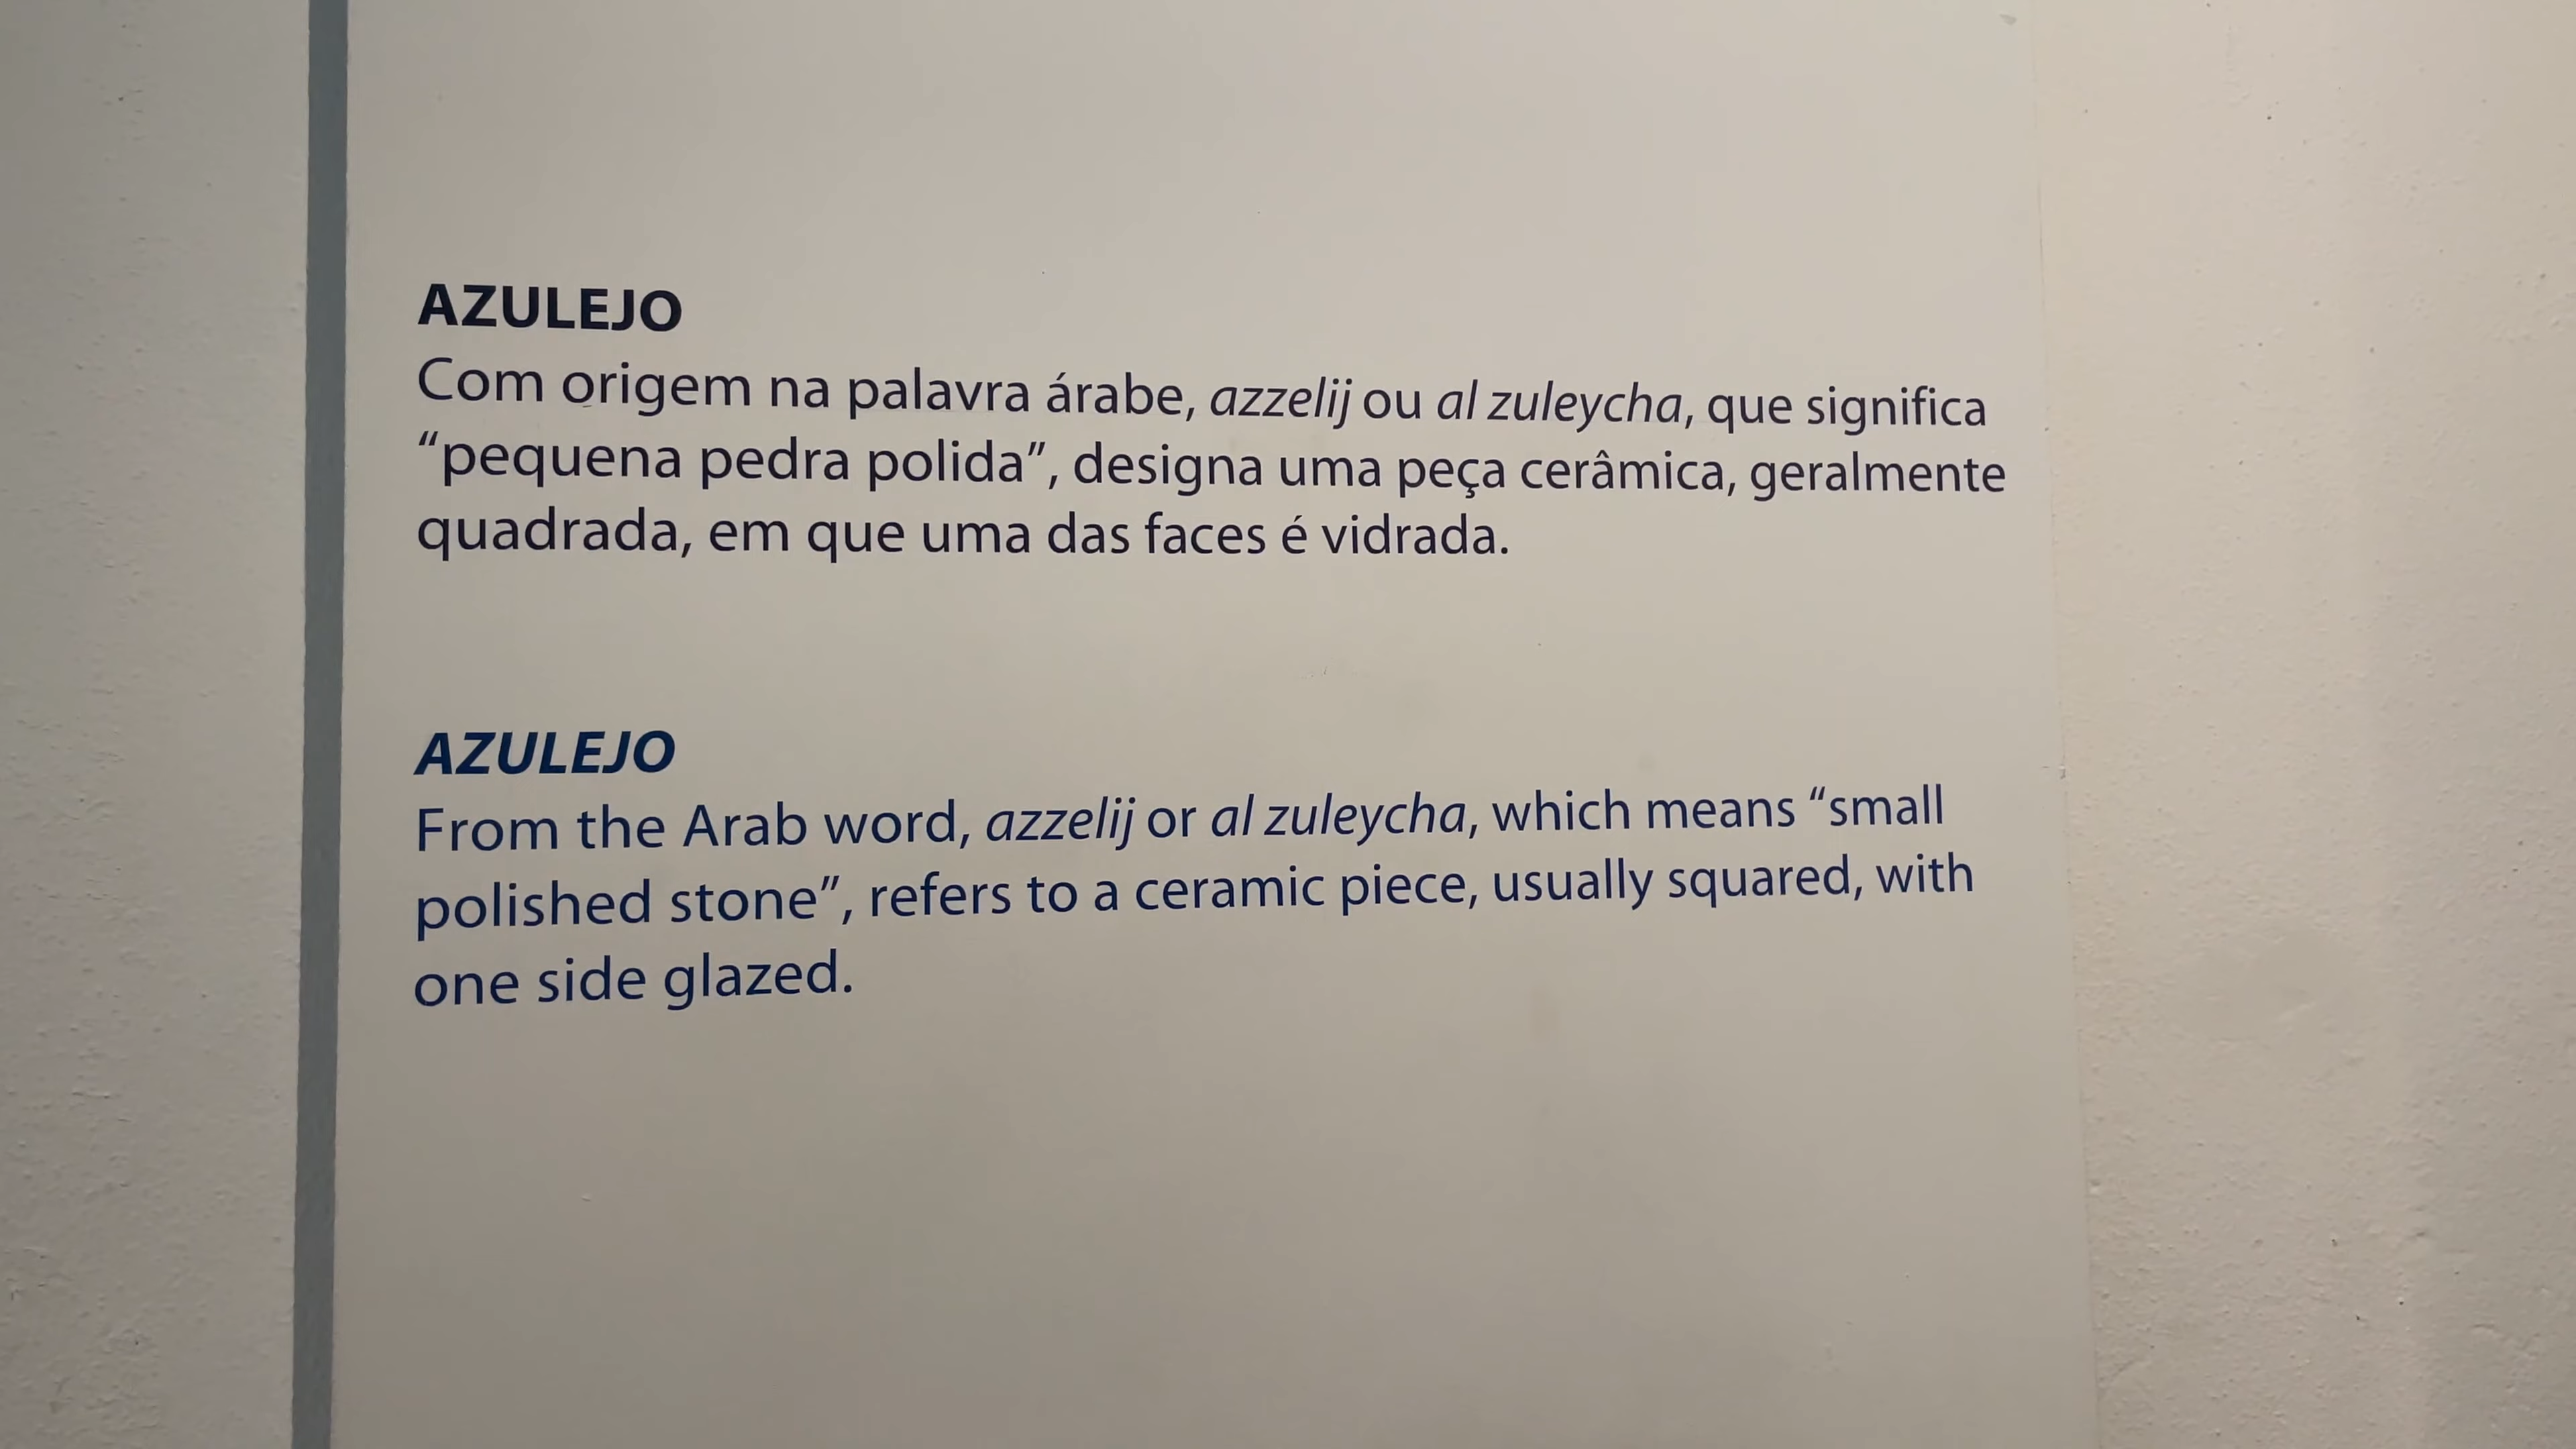 AZULEJO
Com origem na palavra árabe, azzelij ou al zuleycha, que significa
“pequena pedra polida”, designa uma peça cerâmica, geralmente
quadrada, em que uma das faces é vidrada.
AZULEJO
From the Arab word, azzelij or al zuleycha, which means “small
polished stone”, refers to a ceramic piece, usually squared, with
one side glazed.